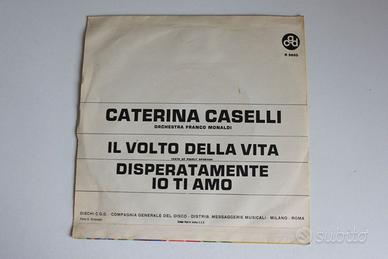 CATERINA CASELLI
ORCHESTRA FRANCO MONALDI
IL VOLTO DELLA VITA
DISPERATAMENTE
IO TI AMO
DISCHI C.G.D. - COMPAGNIA GENERALE DEL DISCO - DISTRIB. MESSAGGERIE MUSICALI - MILANO - ROMA
subito